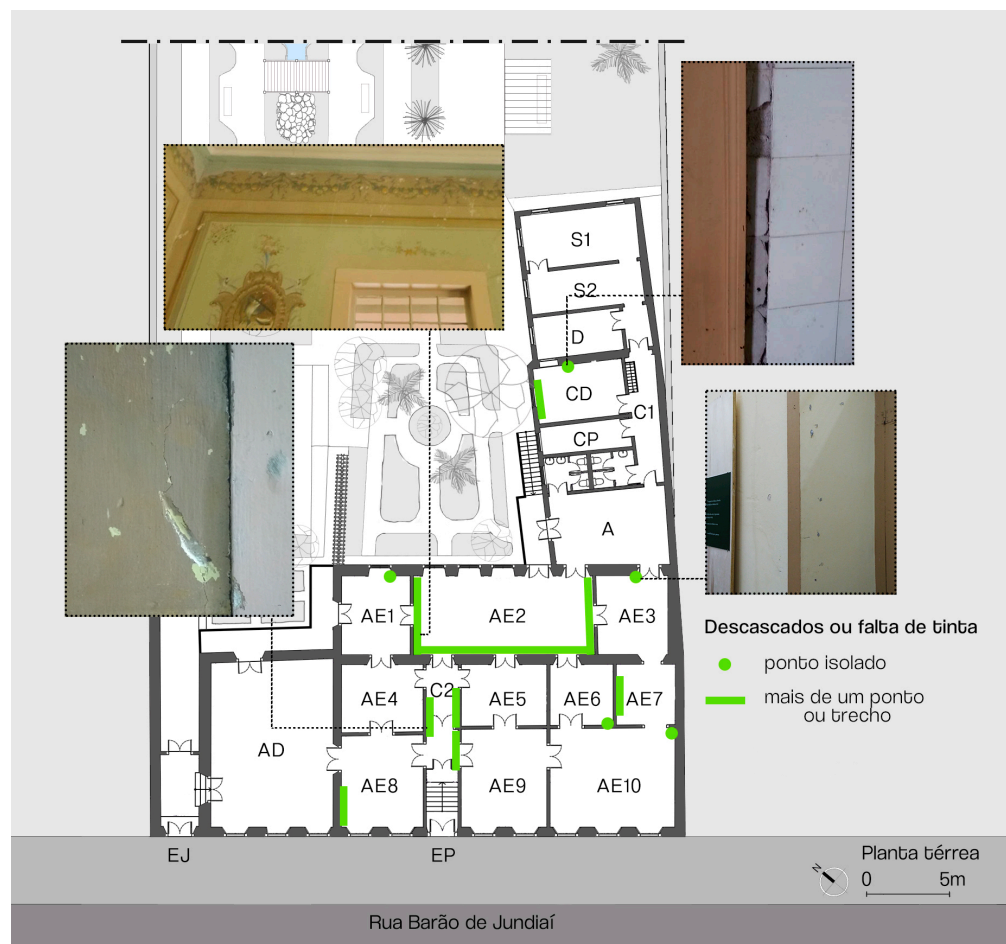 S1
S2
D
CD
C1
CP
A
AE1
AE2
AE3
Descascados ou falta de tinta
ponto isolado
mais de um ponto
ou trecho
AE4
C2
AE5
AE6
AE7
AD
AE8
AE9
AE10
EJ
EP
Planta térrea
N
0
5m
Rua Barão de Jundiaí